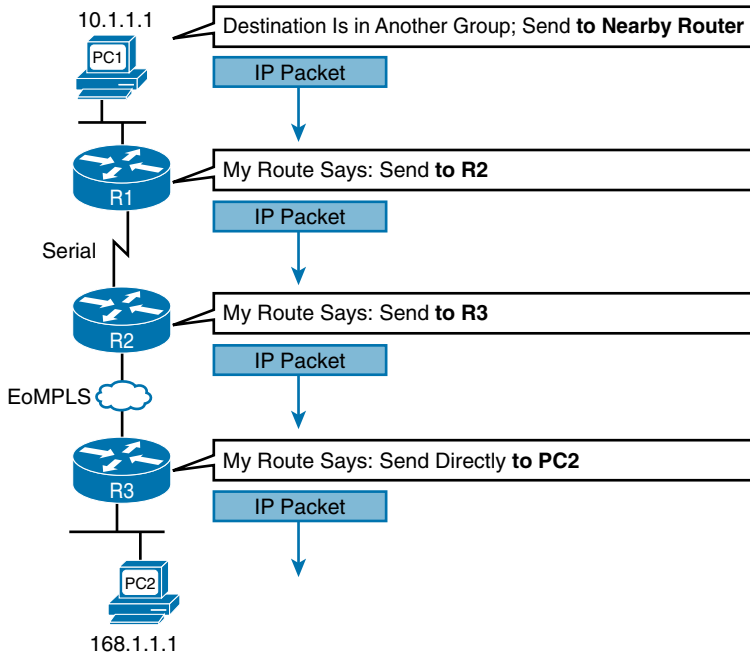 10.1.1.1
Destination Is in Another Group; Send to Nearby Router
PC1
IP Packet
My Route Says: Send to R2
R1
IP Packet
Serial
My Route Says: Send to R3
R2
IP Packet
EoMPLS
My Route Says: Send Directly to PC2
R3
IP Packet
PC2
168.1.1.1